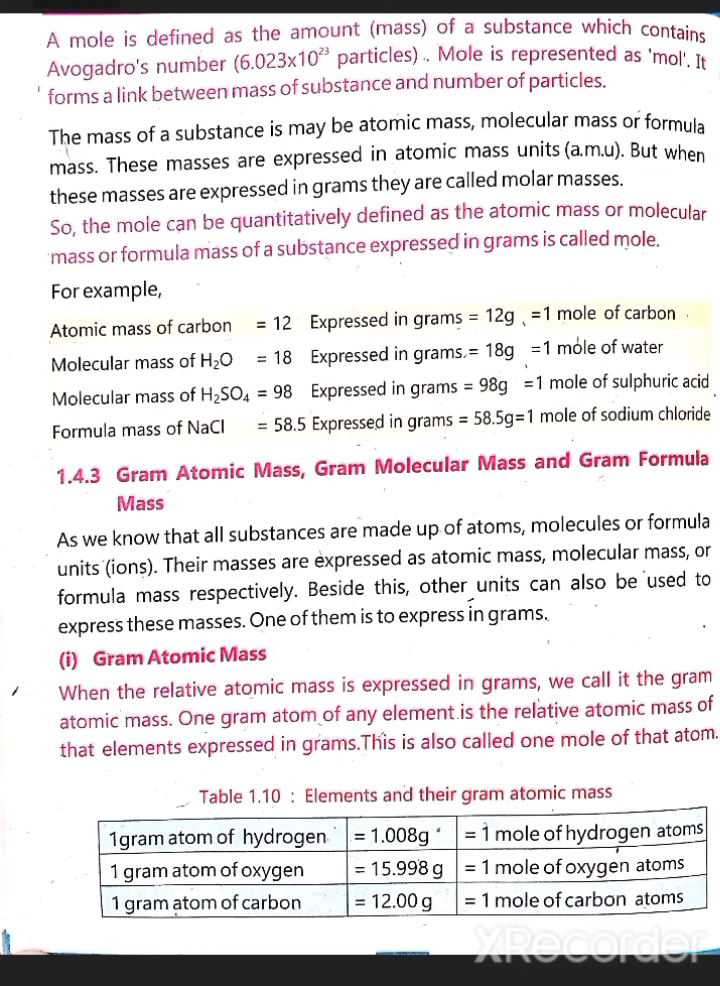 A mole is defined as the amount (mass) of a substance which contains
Avogadro's number (6.023x10²³ particles).. Mole is represented as 'mol'. It
forms a link between mass of substance and number of particles.
The mass of a substance is may be atomic mass, molecular mass or formula
mass. These masses are expressed in atomic mass units (a.m.u). But when
these masses are expressed in grams they are called molar masses.
So, the mole can be quantitatively defined as the atomic mass or molecular
mass or formula mass of a substance expressed in grams is called mole.
For example,
Atomic mass of carbon = 12 Expressed in grams = 12g =1 mole of carbon
Molecular mass of H₂O = 18 Expressed in grams = 18g =1 mole of water
Molecular mass of H₂SO₄ = 98 Expressed in grams = 98g =1 mole of sulphuric acid
Formula mass of NaCl = 58.5 Expressed in grams = 58.5g=1 mole of sodium chloride
1.4.3 Gram Atomic Mass, Gram Molecular Mass and Gram Formula
Mass
As we know that all substances are made up of atoms, molecules or formula
units (ions). Their masses are expressed as atomic mass, molecular mass, or
formula mass respectively. Beside this, other units can also be used to
express these masses. One of them is to express in grams.
(i) Gram Atomic Mass
When the relative atomic mass is expressed in grams, we call it the gram
atomic mass. One gram atom of any element is the relative atomic mass of
that elements expressed in grams.This is also called one mole of that atom.
Table 1.10 : Elements and their gram atomic mass
1gram atom of hydrogen = 1.008g = 1 mole of hydrogen atoms
1 gram atom of oxygen = 15.998 g = 1 mole of oxygen atoms
1 gram atom of carbon = 12.00 g = 1 mole of carbon atoms
XRecorder